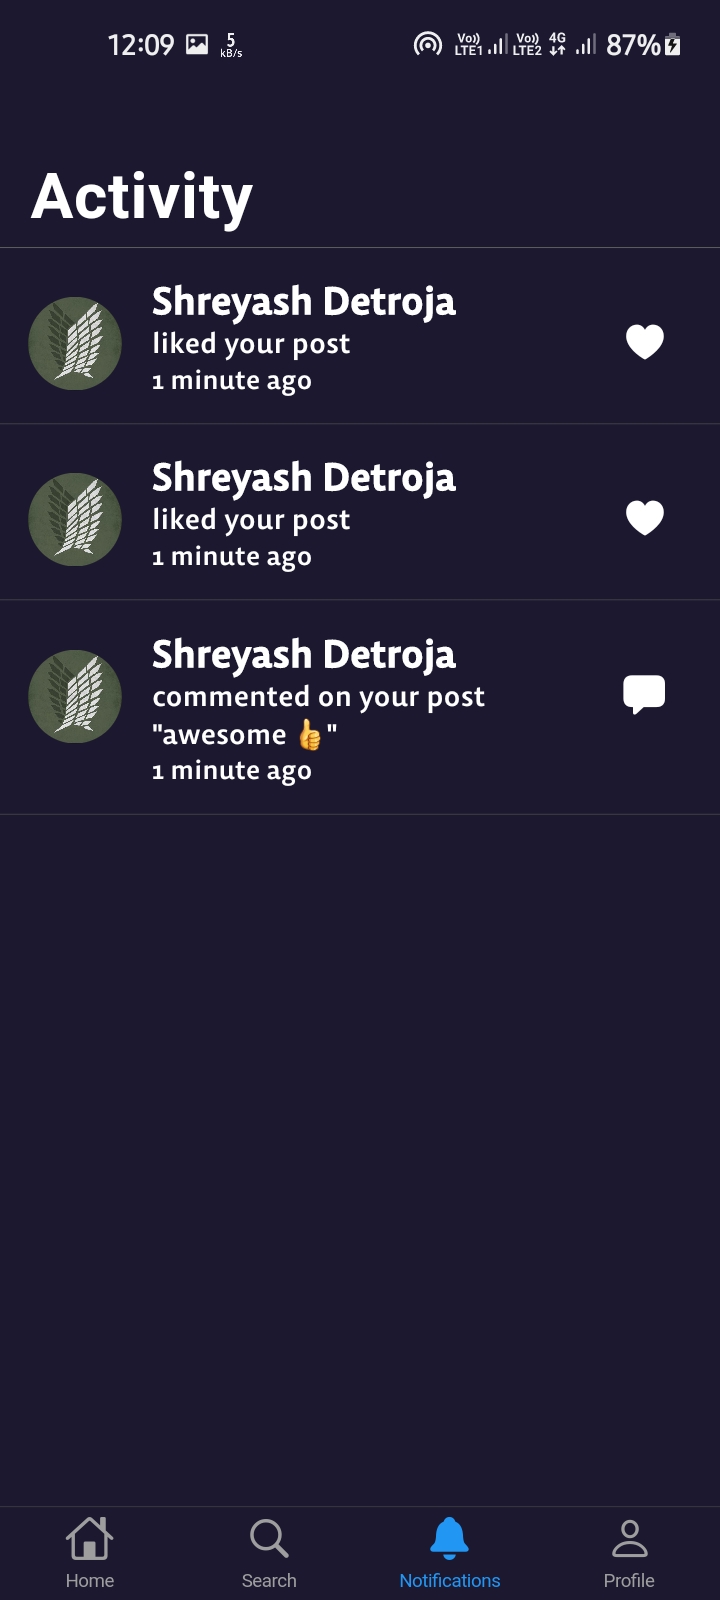 12:09 5 kB/s Vo)) LTE1 Vo)) LTE2 4G 87%
Activity
Shreyash Detroja
liked your post
1 minute ago
Shreyash Detroja
liked your post
1 minute ago
Shreyash Detroja
commented on your post
"awesome 👍"
1 minute ago
Home Search Notifications Profile